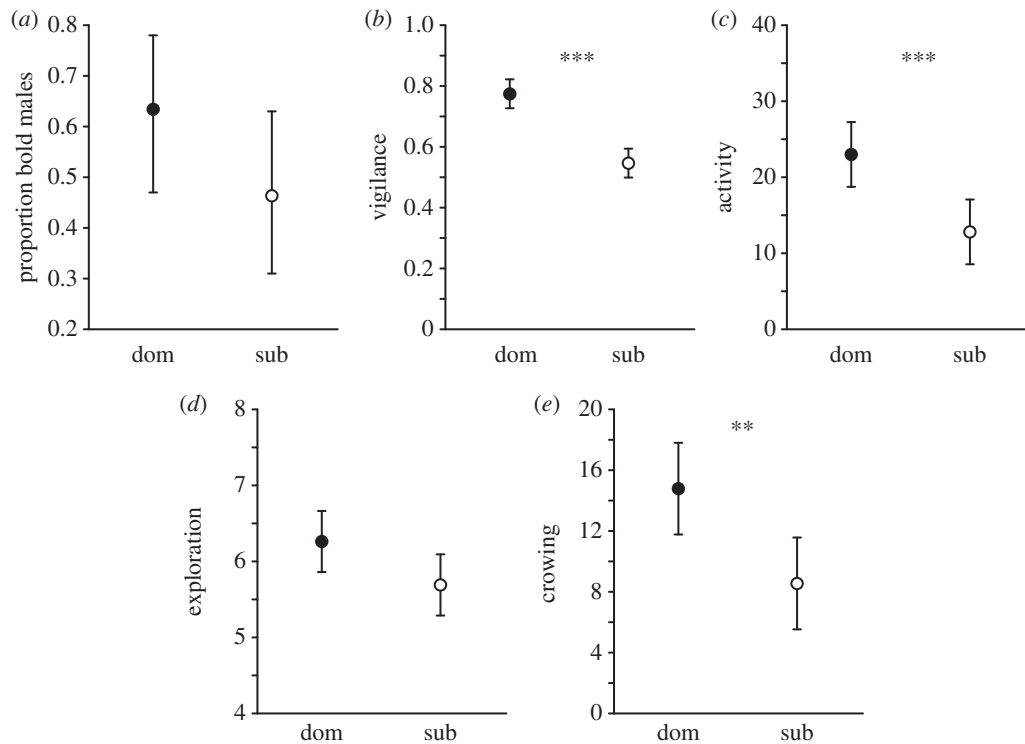 (a)
proportion bold males
0.8
0.7
0.6
0.5
0.4
0.3
0.2
dom sub
(b)
vigilance
1.0
0.8
0.6
0.4
0.2
0
***
dom sub
(c)
activity
40
30
20
10
0
***
dom sub
(d)
exploration
8
7
6
5
4
dom sub
(e)
crowing
20
16
12
8
4
0
**
dom sub